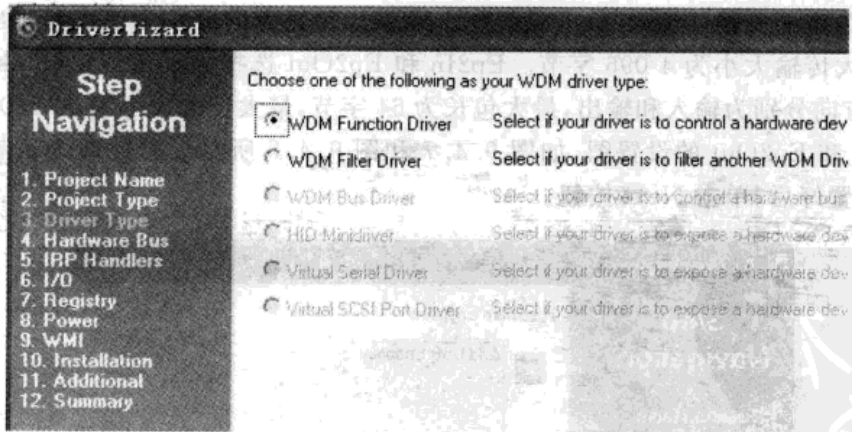 DriverWizard
Step
Navigation
1. Project Name
2. Project Type
3. Driver Type
4. Hardware Bus
5. IRP Handlers
6. I/O
7. Registry
8. Power
9. WMI
10. Installation
11. Additional
12. Summary
Choose one of the following as your WDM driver type:
WDM Function Driver Select if your driver is to control a hardware dev
WDM Filter Driver Select if your driver is to filter another WDM Driv
WDM Bus Driver Select if your driver is to control a hardware bus
HID Minidriver Select if your driver is to expose a hardware dev
Virtual Serial Driver Select if your driver is to expose a hardware dev
Virtual SCSI Port Driver Select if your driver is to expose a hardware dev